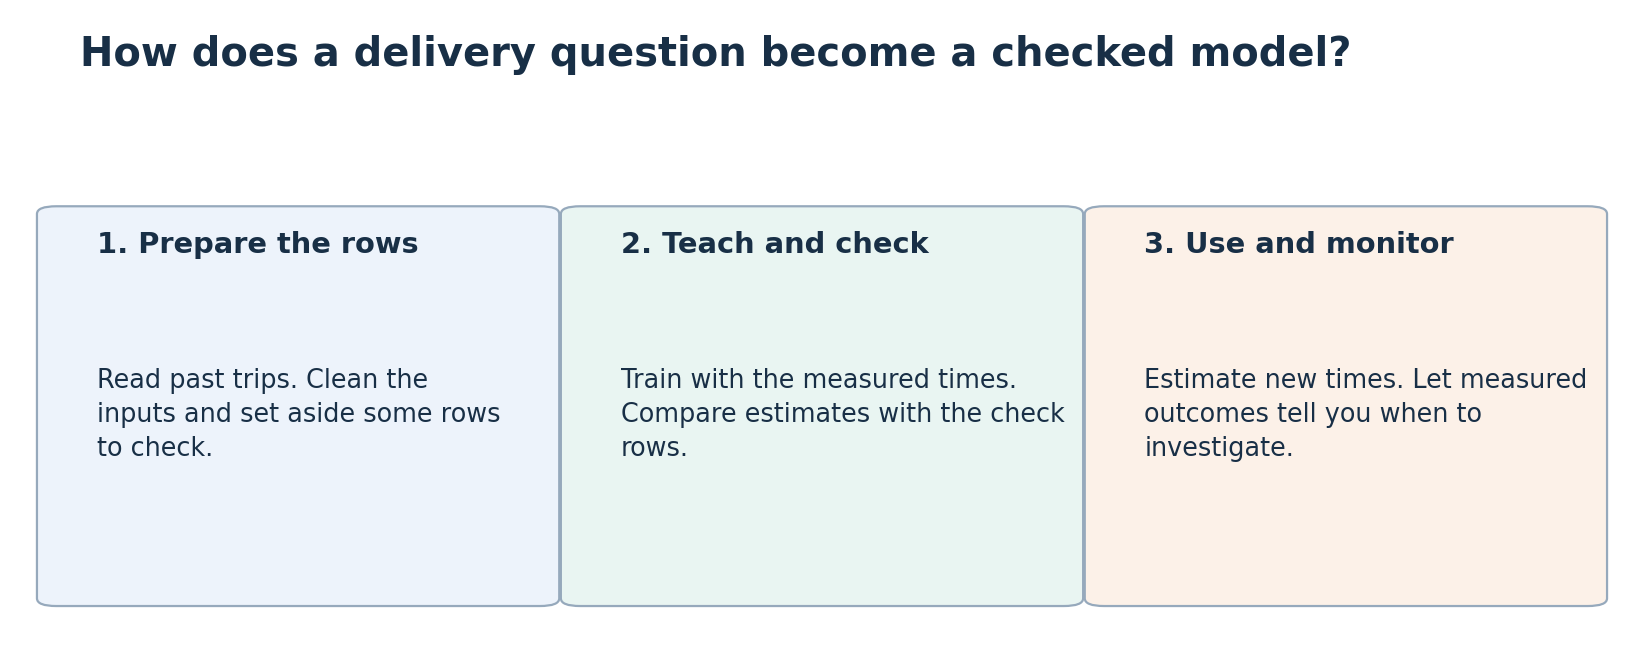 How does a delivery question become a checked model?
1. Prepare the rows
Read past trips. Clean the
inputs and set aside some rows
to check.
2. Teach and check
Train with the measured times.
Compare estimates with the check
rows.
3. Use and monitor
Estimate new times. Let measured
outcomes tell you when to
investigate.